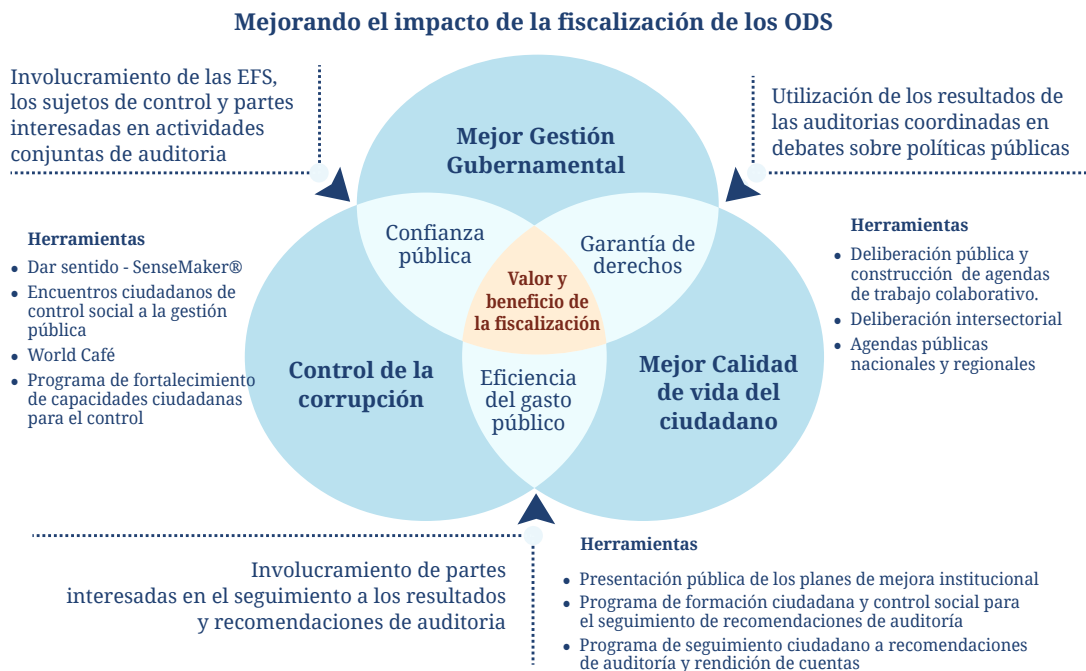 Mejorando el impacto de la fiscalización de los ODS
Involucramiento de las EFS,
los sujetos de control y partes
interesadas en actividades
conjuntas de auditoria
Utilización de los resultados de
las auditorias coordinadas en
debates sobre políticas públicas
Mejor Gestión
Gubernamental
Confianza
pública
Garantía de
derechos
Valor y
beneficio de
la fiscalización
Control de la
corrupción
Eficiencia
del gasto
público
Mejor Calidad
de vida del
ciudadano
Herramientas
• Dar sentido - SenseMaker®
• Encuentros ciudadanos de
control social a la gestión
pública
• World Café
• Programa de fortalecimiento
de capacidades ciudadanas
para el control
Herramientas
• Deliberación pública y
construcción de agendas
de trabajo colaborativo.
• Deliberación intersectorial
• Agendas públicas
nacionales y regionales
Involucramiento de partes
interesadas en el seguimiento a los resultados
y recomendaciones de auditoria
Herramientas
• Presentación pública de los planes de mejora institucional
• Programa de formación ciudadana y control social para
el seguimiento de recomendaciones de auditoría
• Programa de seguimiento ciudadano a recomendaciones
de auditoría y rendición de cuentas